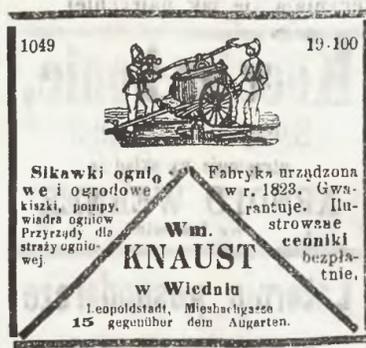 1049
19-100
Sikawki ognio
we i ogrodowe
kiszki, pompy.
wiadra ogniow
Przyrządy dla
straży ognio-
wej
Fabryka urządzona
w r. 1823. Gwa-
rantuje. Ilu-
strowane
cenniki
bezpła-
tnie.
Wm.
KNAUST
w Wiedniu
Leopoldstadt, Miesbachgasse
15 gegenüber dem Augarten.